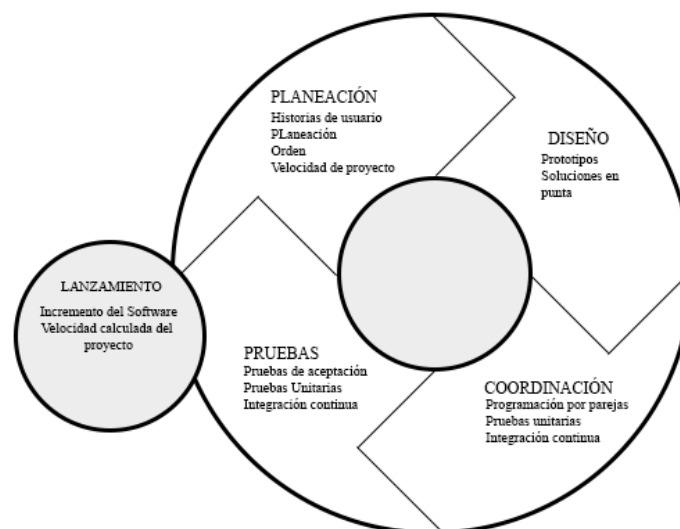 PLANEACIÓN
Historias de usuario
PLaneación
Orden
Velocidad de proyecto
DISEÑO
Prototipos
Soluciones en
punta
LANZAMIENTO
Incremento del Software
Velocidad calculada del
proyecto
PRUEBAS
Pruebas de aceptación
Pruebas Unitarias
Integración continua
COORDINACIÓN
Programación por parejas
Pruebas unitarias
Integración continua